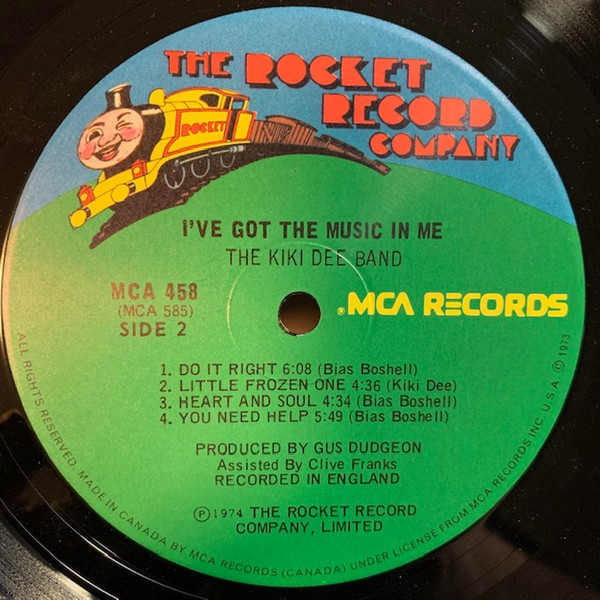 THE ROCKET
RECORD
COMPANY
ROCKET
I'VE GOT THE MUSIC IN ME
THE KIKI DEE BAND
MCA 458
(MCA 585)
SIDE 2
®MCA RECORDS
1. DO IT RIGHT 6:08 (Bias Boshell)
2. LITTLE FROZEN ONE 4:36 (Kiki Dee)
3. HEART AND SOUL 4:34 (Bias Boshell)
4. YOU NEED HELP 5:49 (Bias Boshell)
PRODUCED BY GUS DUDGEON
Assisted By Clive Franks
RECORDED IN ENGLAND
℗ 1974 THE ROCKET RECORD
COMPANY, LIMITED
ALL RIGHTS RESERVED. MADE IN CANADA BY MCA RECORDS (CANADA) UNDER LICENSE FROM MCA RECORDS INC. U.S.A. © 1973